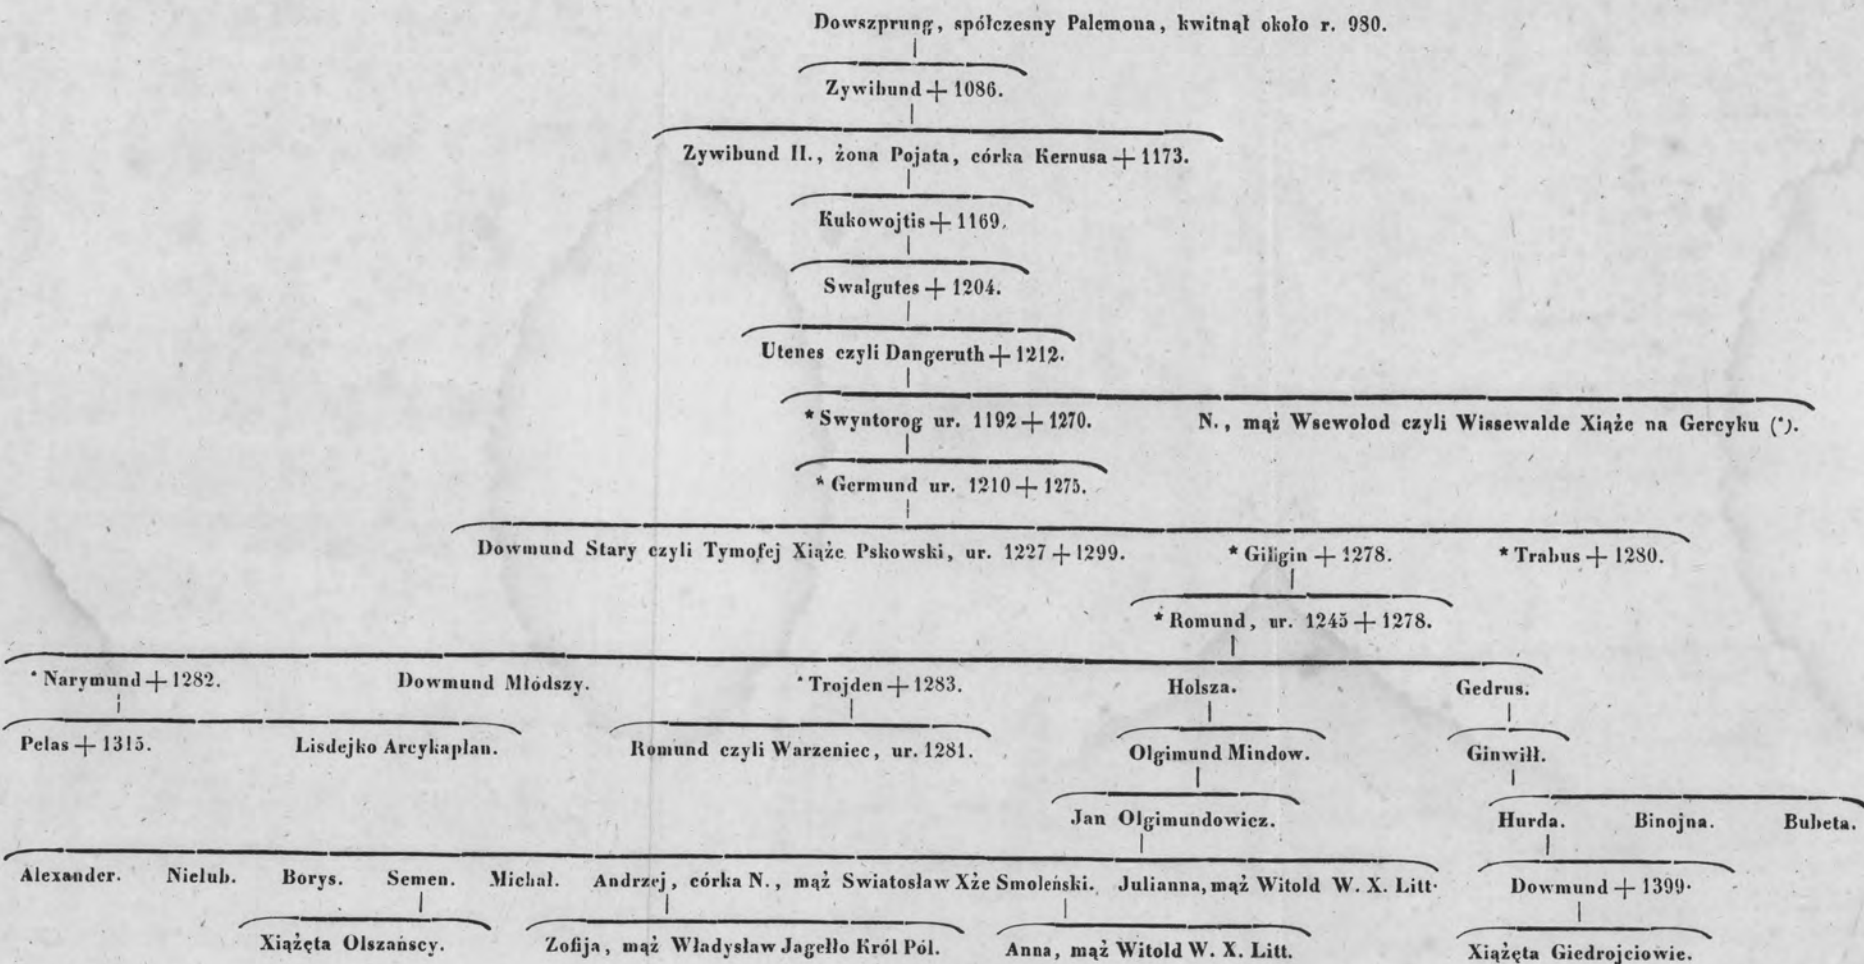 Dowszprung, spólczesny Palemona, kwitnął około r. 980.
Zywibund + 1086.
Zywibund II., żona Pojata, córka Kernusa + 1173.
Kukowojtis + 1169.
Swalgutes + 1204.
Utenes czyli Dangeruth + 1212.
* Swyntorog ur. 1192 + 1270. N., mąż Wsewolod czyli Wissewalde Xiąże na Gercyku (*).
* Germund ur. 1210 + 1275.
Dowmund Stary czyli Tymofej Xiąże Pskowski, ur. 1227 + 1299. * Giligin + 1278. * Trabus + 1280.
* Romund, ur. 1245 + 1278.
* Narymund + 1282. Dowmund Młódszy. * Trojden + 1283. Holsza. Gedrus.
Pelas + 1315. Lisdejko Arcykapłan. Romund czyli Warzeniec, ur. 1281. Olgimund Mindow. Ginwiłł.
Jan Olgimundowicz. Hurda. Binojna. Bubeta.
Alexander. Nielub. Borys. Semen. Michał. Andrzej, córka N., mąż Swiatosław Xże Smoleński. Julianna, mąż Witold W. X. Litt. Dowmund + 1399.
Xiążęta Olszańscy. Zofija, mąż Władysław Jagełło Król Pól. Anna, mąż Witold W. X. Litt. Xiążęta Giedrojciowie.